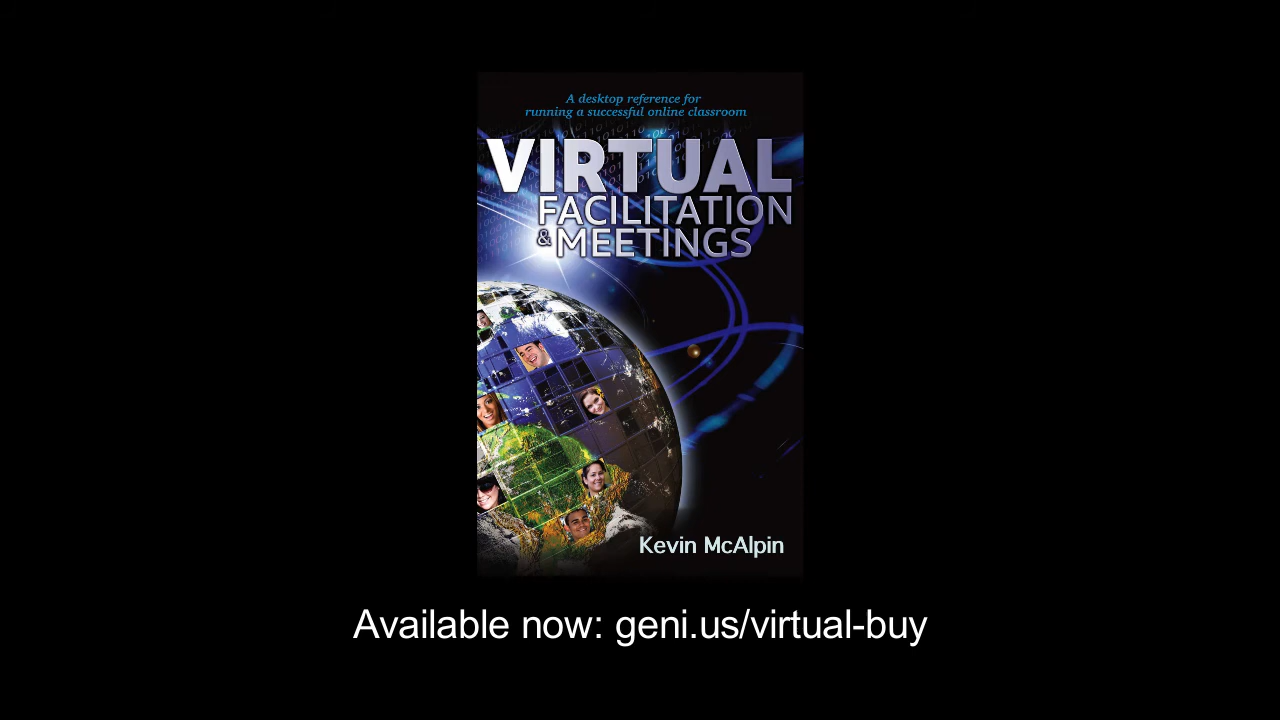 A desktop reference for
running a successful online classroom
VIRTUAL
FACILITATION
& MEETINGS
Kevin McAlpin
Available now: geni.us/virtual-buy